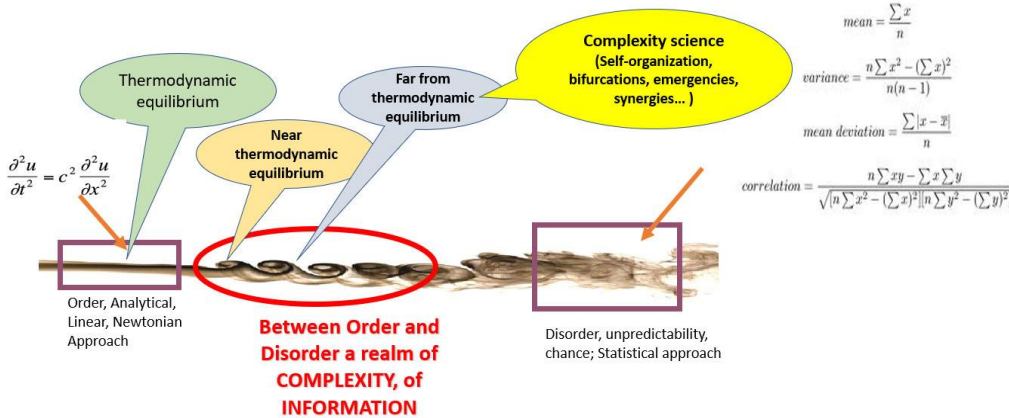 Thermodynamic
equilibrium
Near
thermodynamic
equilibrium
Far from
thermodynamic
equilibrium
Complexity science
(Self-organization,
bifurcations, emergencies,
synergies... )
mean = ∑ x / n
variance = n ∑ x² − (∑ x)² / n(n − 1)
mean deviation = ∑ |x − x̄| / n
correlation = n ∑ xy − ∑ x ∑ y / √[n ∑ x² − (∑ x)²][n ∑ y² − (∑ y)²]
∂²u / ∂t² = c² ∂²u / ∂x²
Order, Analytical,
Linear, Newtonian
Approach
Between Order and
Disorder a realm of
COMPLEXITY, of
INFORMATION
Disorder, unpredictability,
chance; Statistical approach